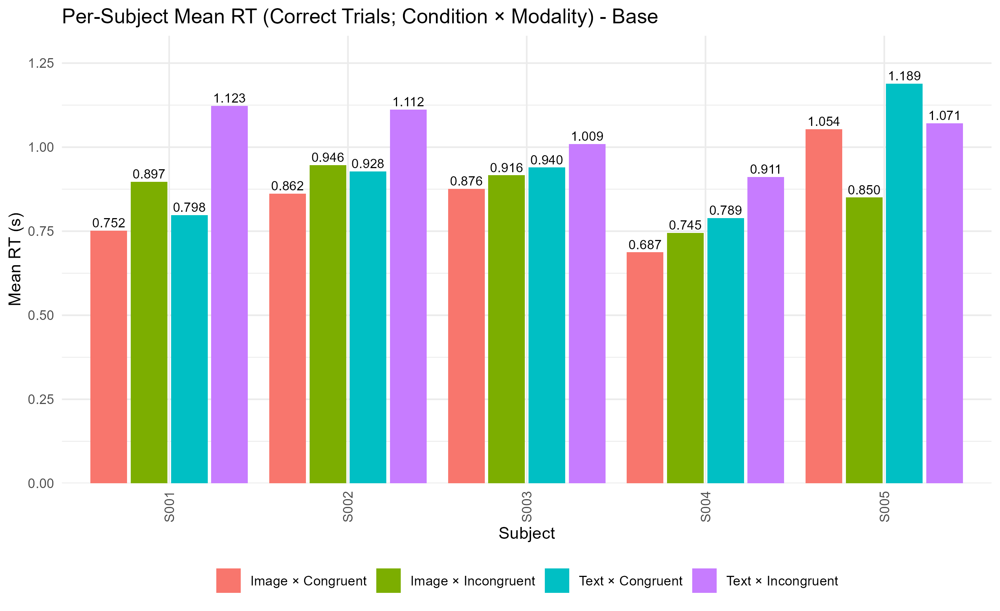 Per-Subject Mean RT (Correct Trials; Condition × Modality) - Base
Mean RT (s)
1.25
1.00
0.75
0.50
0.25
0.00
0.752
0.897
0.798
1.123
0.862
0.946
0.928
1.112
0.876
0.916
0.940
1.009
0.687
0.745
0.789
0.911
1.054
0.850
1.189
1.071
S001
S002
S003
S004
S005
Subject
Image × Congruent
Image × Incongruent
Text × Congruent
Text × Incongruent